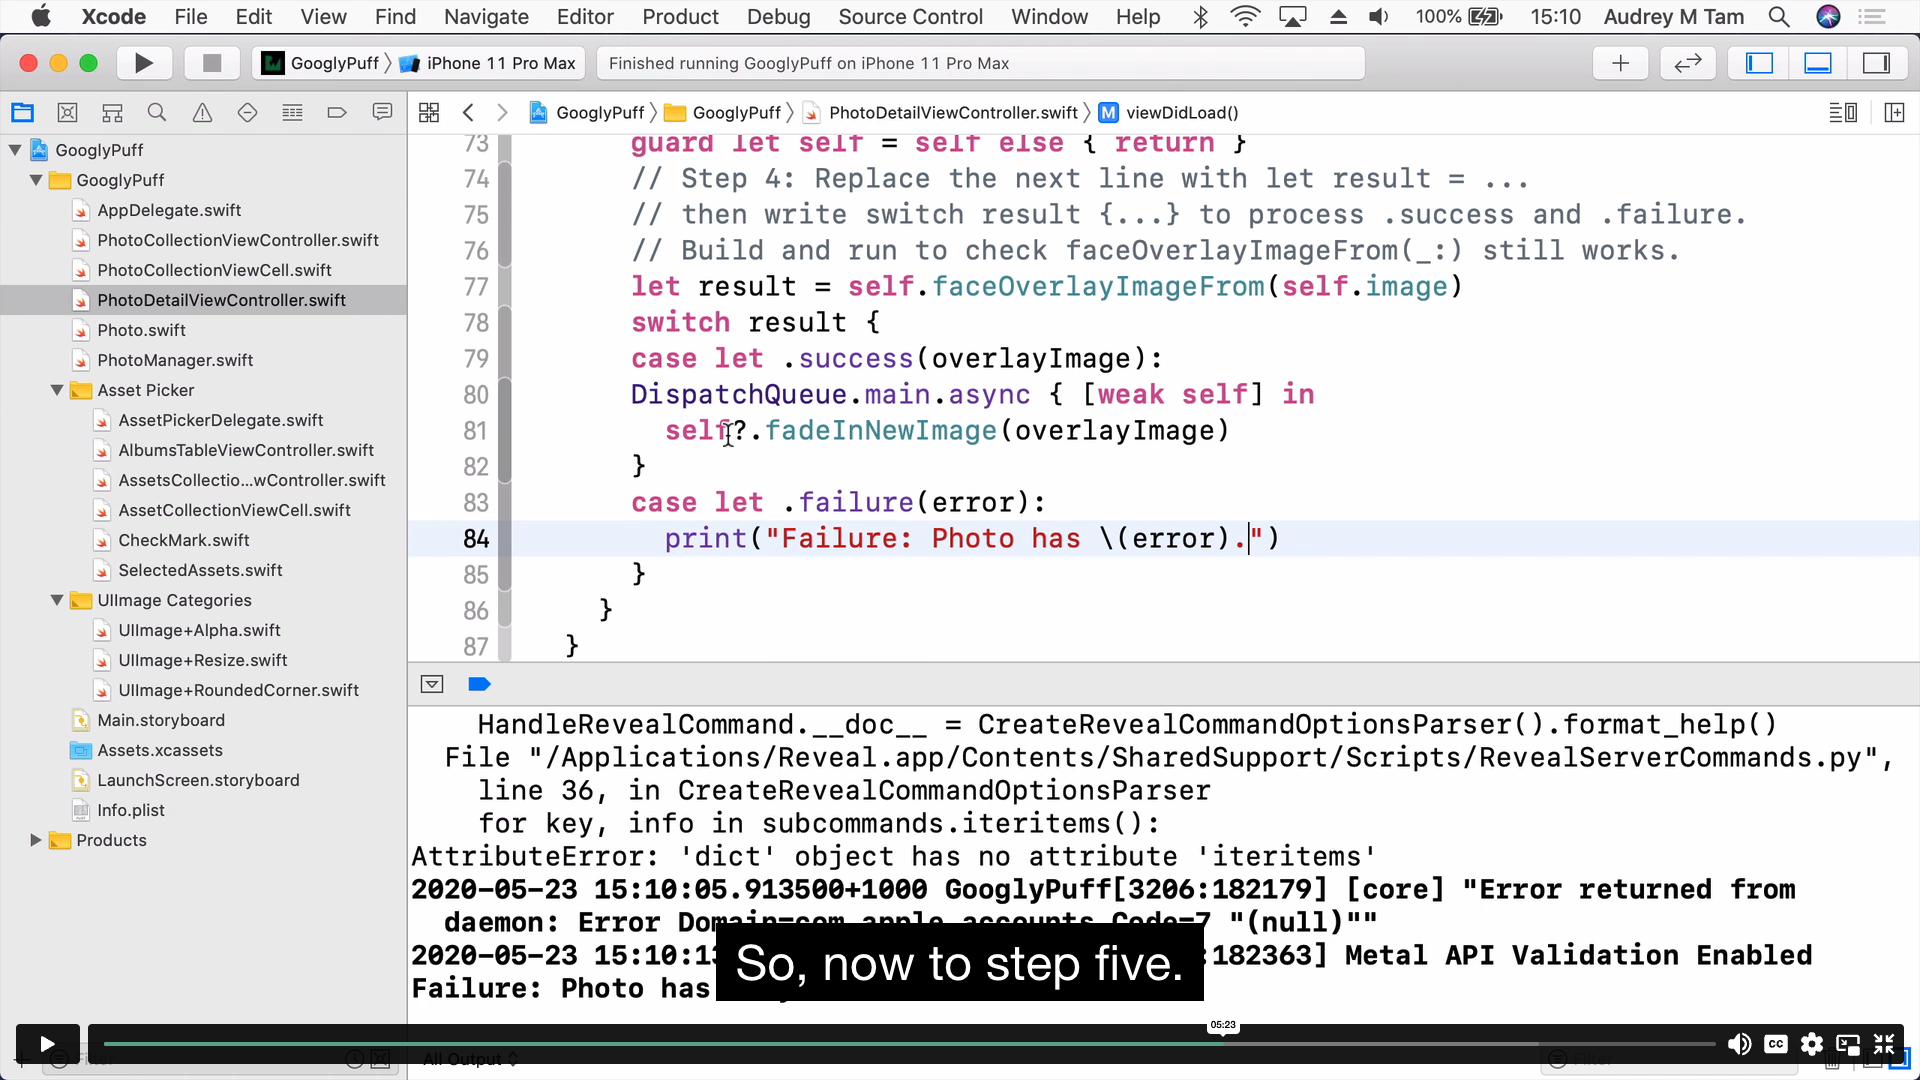 Xcode File Edit View Find Navigate Editor Product Debug Source Control Window Help 100% 15:10 Audrey M Tam
GooglyPuff iPhone 11 Pro Max Finished running GooglyPuff on iPhone 11 Pro Max
GooglyPuff GooglyPuff PhotoDetailViewController.swift M viewDidLoad()
GooglyPuff
GooglyPuff
AppDelegate.swift
PhotoCollectionViewController.swift
PhotoCollectionViewCell.swift
PhotoDetailViewController.swift
Photo.swift
PhotoManager.swift
Asset Picker
AssetPickerDelegate.swift
AlbumsTableViewController.swift
AssetsCollectio...wController.swift
AssetCollectionViewCell.swift
CheckMark.swift
SelectedAssets.swift
UIImage Categories
UIImage+Alpha.swift
UIImage+Resize.swift
UIImage+RoundedCorner.swift
Main.storyboard
Assets.xcassets
LaunchScreen.storyboard
Info.plist
Products
73 guard let self = self else { return }
74 // Step 4: Replace the next line with let result = ...
75 // then write switch result {...} to process .success and .failure.
76 // Build and run to check faceOverlayImageFrom(_:) still works.
77 let result = self.faceOverlayImageFrom(self.image)
78 switch result {
79 case let .success(overlayImage):
80 DispatchQueue.main.async { [weak self] in
81 self?.fadeInNewImage(overlayImage)
82 }
83 case let .failure(error):
84 print("Failure: Photo has \(error).")
85 }
86 }
87 }
HandleRevealCommand.__doc__ = CreateRevealCommandOptionsParser().format_help()
File "/Applications/Reveal.app/Contents/SharedSupport/Scripts/RevealServerCommands.py",
line 36, in CreateRevealCommandOptionsParser
for key, info in subcommands.iteritems():
AttributeError: 'dict' object has no attribute 'iteritems'
2020-05-23 15:10:05.913500+1000 GooglyPuff[3206:182179] [core] "Error returned from
daemon: Error Domain=com.apple.accounts Code=7 "(null)""
2020-05-23 15:10:1 182363] Metal API Validation Enabled
Failure: Photo has
So, now to step five.
05:23
CC
Filter All Output Filter